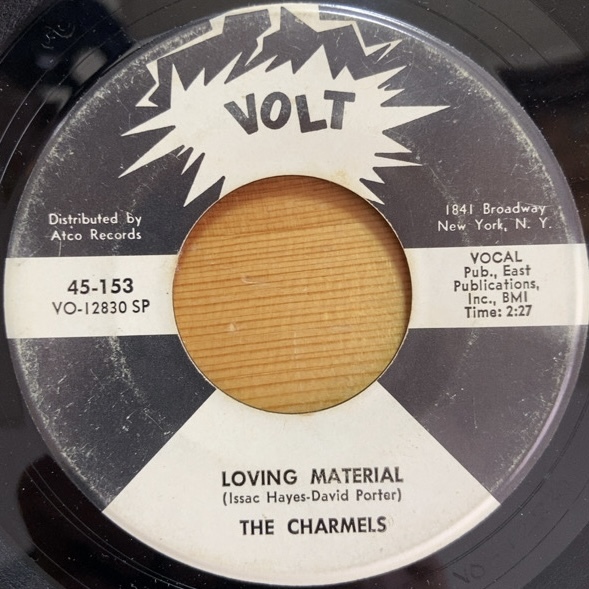 VOLT
Distributed by
Atco Records
1841 Broadway
New York, N. Y.
45-153
VO-12830 SP
VOCAL
Pub., East
Publications,
Inc., BMI
Time: 2:27
LOVING MATERIAL
(Issac Hayes-David Porter)
THE CHARMELS